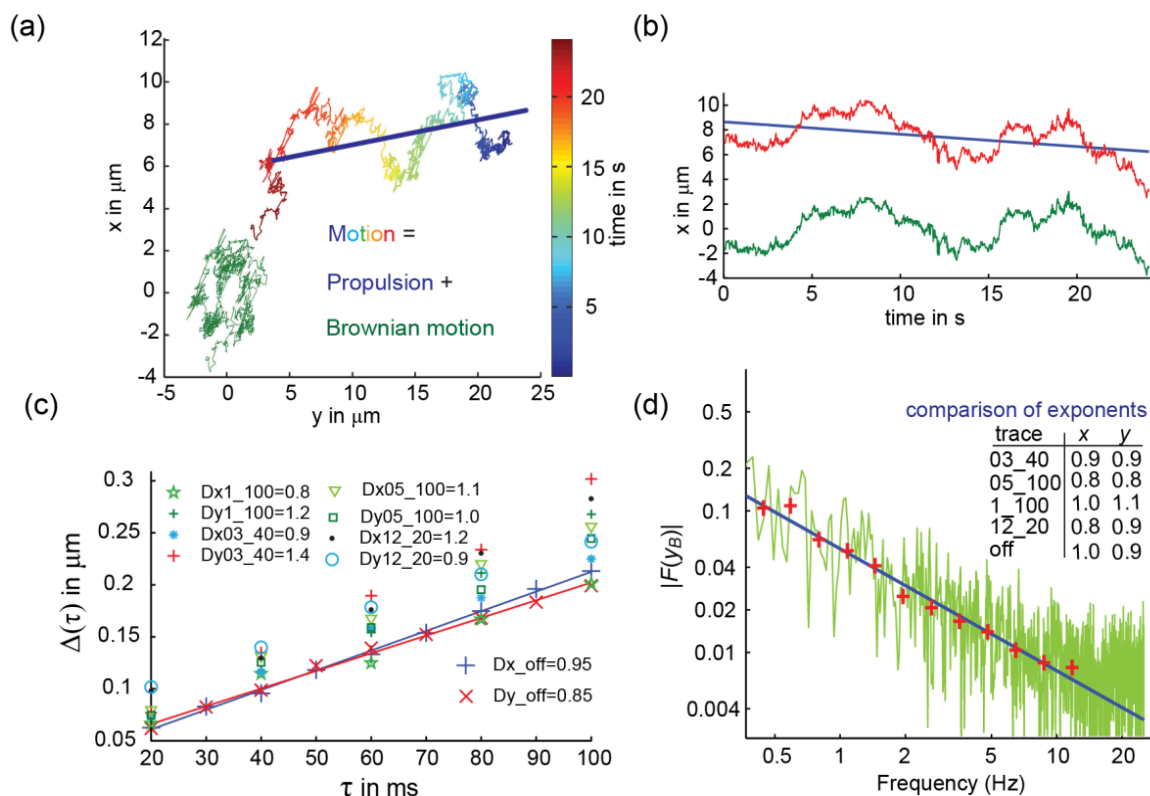 (a)
12
10
8
6
4
2
0
-2
-4
x in μm
-5
0
5
10
15
20
25
y in μm
Motion =
Propulsion +
Brownian motion
20
15
10
5
time in s
(b)
10
8
6
4
2
0
-2
-4
x in μm
0
5
10
15
20
time in s
(c)
0.3
0.25
0.2
0.15
0.1
0.05
Δ(τ) in μm
Dx1_100=0.8
Dy1_100=1.2
Dx03_40=0.9
Dy03_40=1.4
Dx05_100=1.1
Dy05_100=1.0
Dx12_20=1.2
Dy12_20=0.9
Dx_off=0.95
Dy_off=0.85
20 30 40 50 60 70 80 90 100
τ in ms
(d)
comparison of exponents
trace x y
03_40 0.9 0.9
05_100 0.8 0.8
1_100 1.0 1.1
12_20 0.8 0.9
off 1.0 0.9
0.5
0.2
0.1
0.04
0.02
0.01
0.004
|F(y_B)|
0.5 1 2 5 10 20
Frequency (Hz)